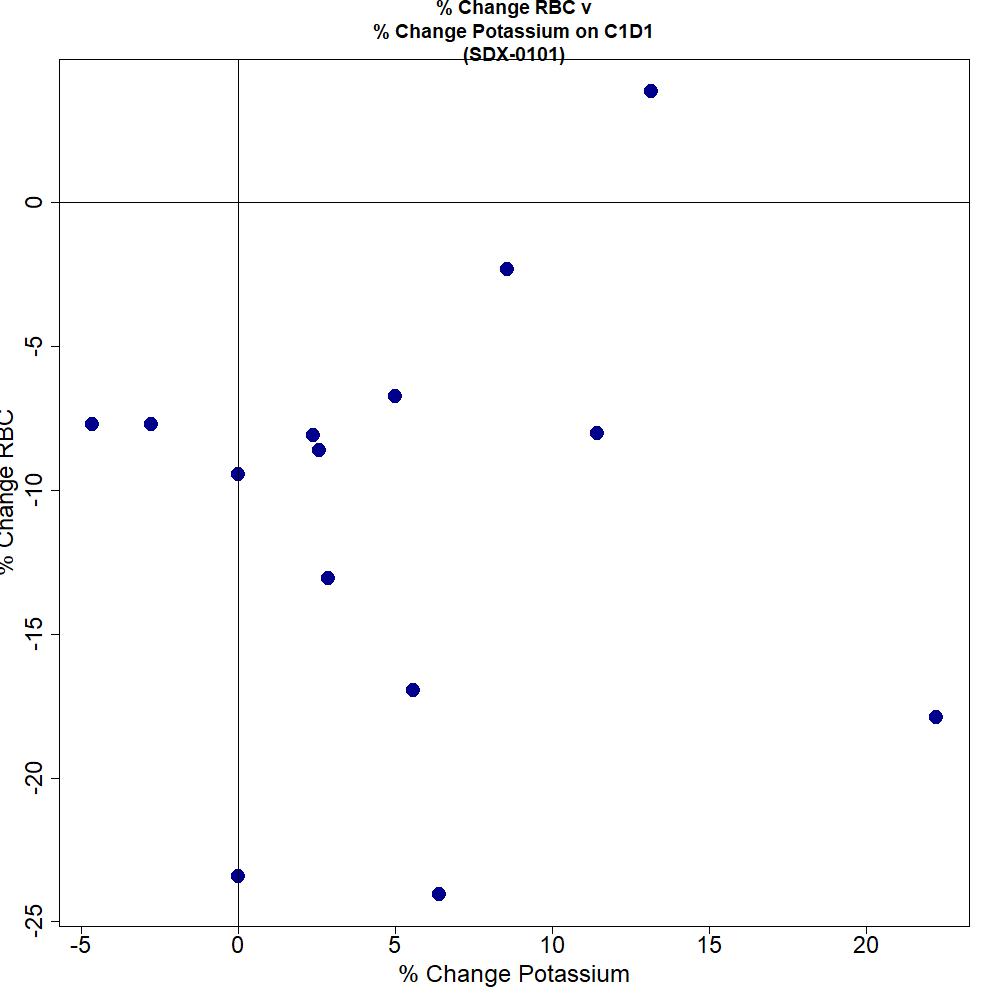 % Change RBC v
% Change Potassium on C1D1
(SDX-0101)
0
-5
-10
-15
-20
-25
% Change RBC
-5
0
5
10
15
20
% Change Potassium